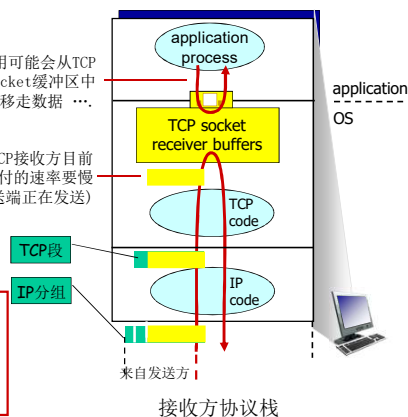 application
process
用可能会从TCP
ocket缓冲区中
移走数据 ….
application
OS
TCP socket
receiver buffers
CP接收方目前
付的速率要慢
送端正在发送)
TCP
code
TCP段
IP
code
IP分组
来自发送方
接收方协议栈